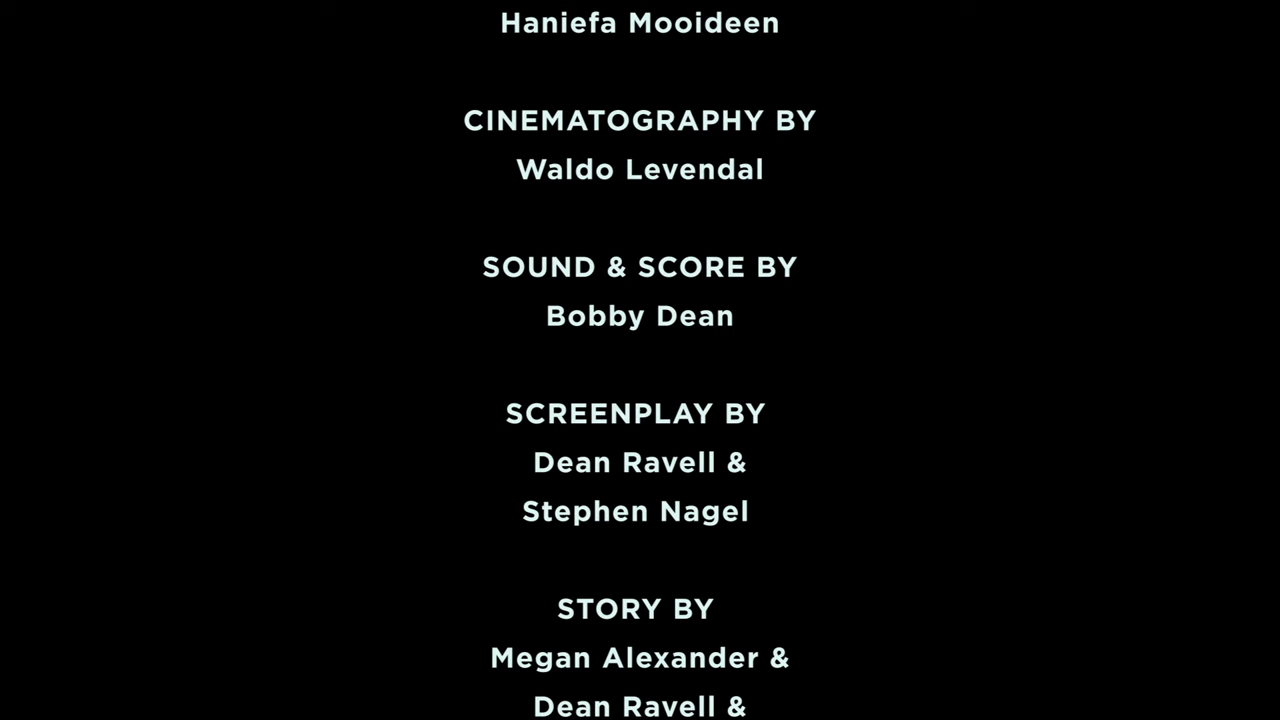 Haniefa Mooideen
CINEMATOGRAPHY BY
Waldo Levendal
SOUND & SCORE BY
Bobby Dean
SCREENPLAY BY
Dean Ravell &
Stephen Nagel
STORY BY
Megan Alexander &
Dean Ravell &